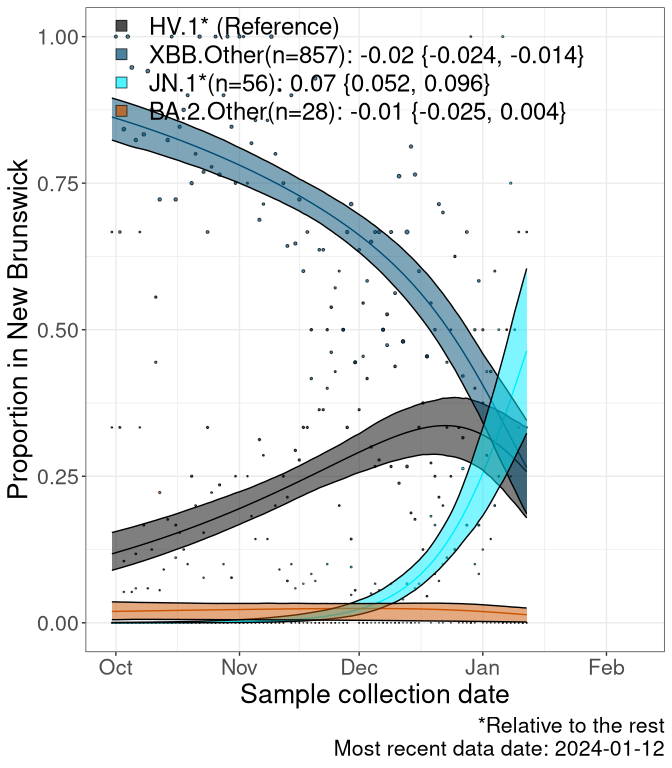 HV.1* (Reference)
XBB.Other(n=857): -0.02 {-0.024, -0.014}
JN.1*(n=56): 0.07 {0.052, 0.096}
BA.2.Other(n=28): -0.01 {-0.025, 0.004}
Proportion in New Brunswick
1.00
0.75
0.50
0.25
0.00
Oct Nov Dec Jan Feb
Sample collection date
*Relative to the rest
Most recent data date: 2024-01-12